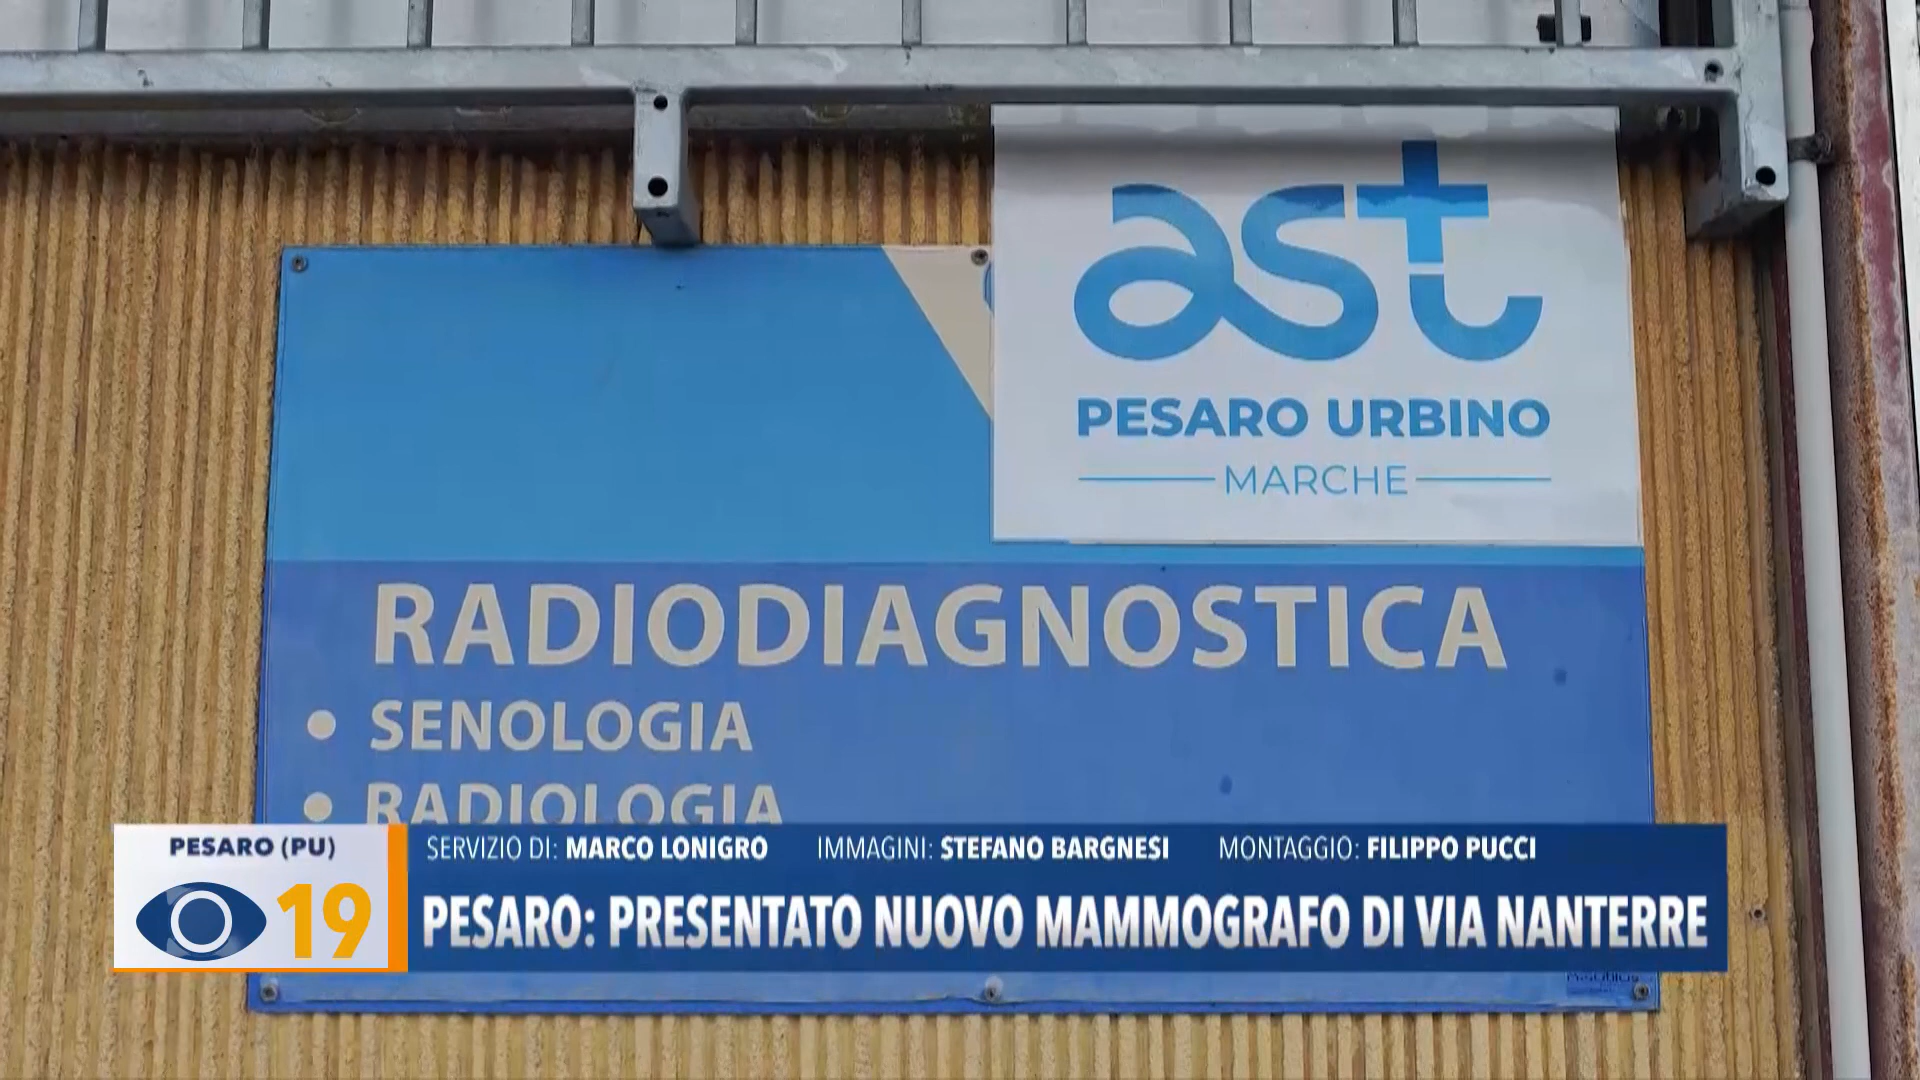 ast
PESARO URBINO
MARCHE
RADIODIAGNOSTICA
• SENOLOGIA
• RADIOLOGIA
PESARO (PU)
19
SERVIZIO DI: MARCO LONIGRO IMMAGINI: STEFANO BARGNESI MONTAGGIO: FILIPPO PUCCI
PESARO: PRESENTATO NUOVO MAMMOGRAFO DI VIA NANTERRE